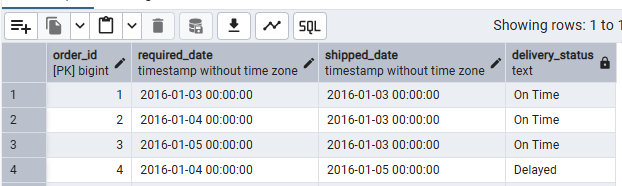 SQL Showing rows: 1 to 1
order_id required_date shipped_date delivery_status
[PK] bigint timestamp without time zone timestamp without time zone text
1 1 2016-01-03 00:00:00 2016-01-03 00:00:00 On Time
2 2 2016-01-04 00:00:00 2016-01-03 00:00:00 On Time
3 3 2016-01-05 00:00:00 2016-01-03 00:00:00 On Time
4 4 2016-01-04 00:00:00 2016-01-05 00:00:00 Delayed